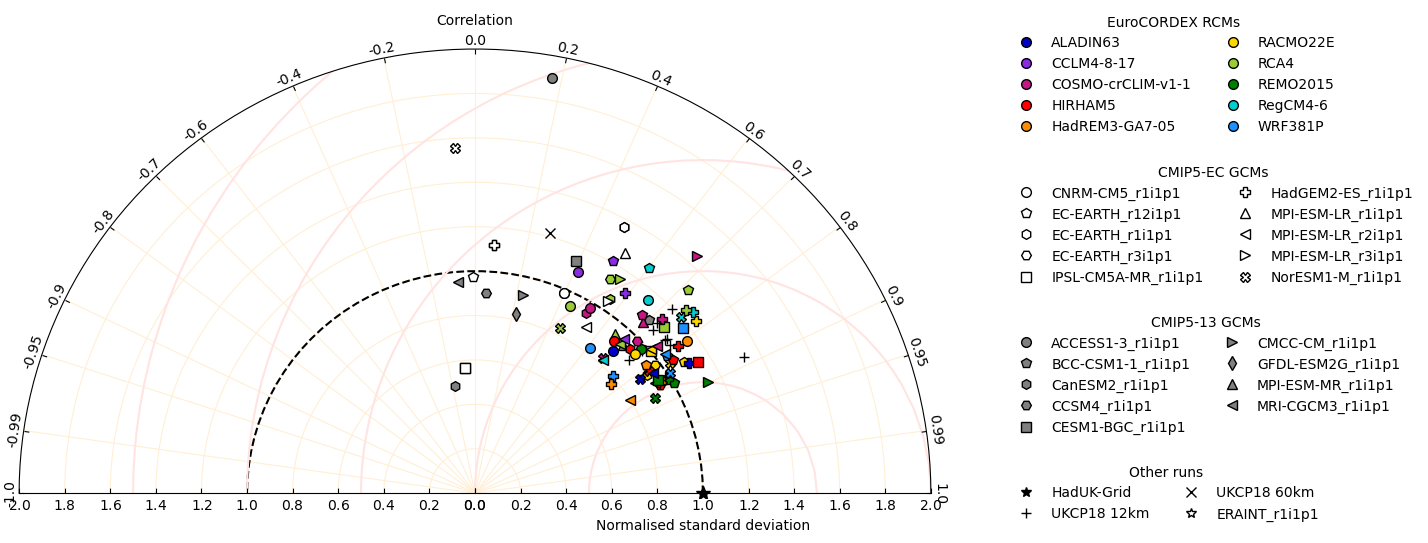 Correlation
0.0
-0.2
0.2
-0.4
0.4
-0.6
0.6
-0.7
0.7
-0.8
0.8
-0.9
0.9
-0.95
0.95
-0.99
0.99
-1.0
1.0
2.0 1.8 1.6 1.4 1.2 1.0 0.8 0.6 0.4 0.2 0.0 0.2 0.4 0.6 0.8 1.0 1.2 1.4 1.6 1.8 2.0
Normalised standard deviation
EuroCORDEX RCMs
ALADIN63 RACMO22E
CCLM4-8-17 RCA4
COSMO-crCLIM-v1-1 REMO2015
HIRHAM5 RegCM4-6
HadREM3-GA7-05 WRF381P
CMIP5-EC GCMs
CNRM-CM5_r1i1p1 HadGEM2-ES_r1i1p1
EC-EARTH_r12i1p1 MPI-ESM-LR_r1i1p1
EC-EARTH_r1i1p1 MPI-ESM-LR_r2i1p1
EC-EARTH_r3i1p1 MPI-ESM-LR_r3i1p1
IPSL-CM5A-MR_r1i1p1 NorESM1-M_r1i1p1
CMIP5-13 GCMs
ACCESS1-3_r1i1p1 CMCC-CM_r1i1p1
BCC-CSM1-1_r1i1p1 GFDL-ESM2G_r1i1p1
CanESM2_r1i1p1 MPI-ESM-MR_r1i1p1
CCSM4_r1i1p1 MRI-CGCM3_r1i1p1
CESM1-BGC_r1i1p1
Other runs
HadUK-Grid UKCP18 60km
UKCP18 12km ERAINT_r1i1p1